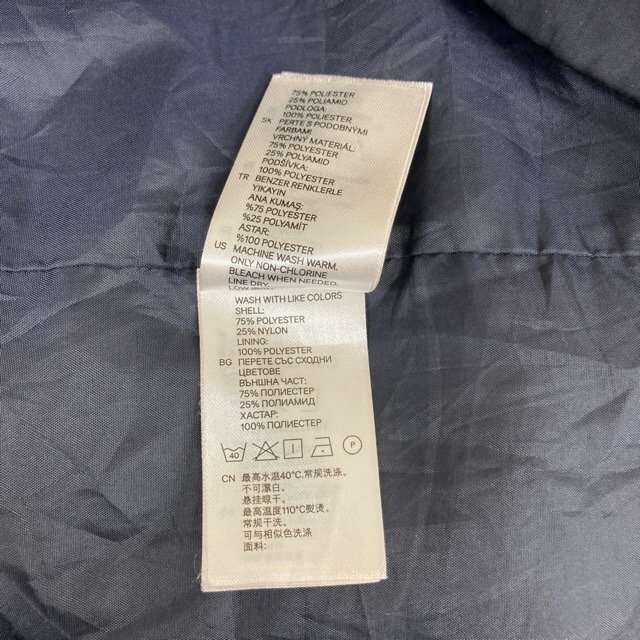 75% POLIESTER
25% POLIAMID
PODLOGA:
100% POLIESTER
SK PERTE S PODOBNÝMI
FARBAMI
VRCHNÝ MATERIÁL:
75% POLYESTER
25% POLYAMID
PODŠÍVKA:
100% POLYESTER
TR BENZER RENKLERLE
YIKAYIN
ANA KUMAŞ:
%75 POLYESTER
%25 POLYAMİT
ASTAR:
%100 POLYESTER
US MACHINE WASH WARM.
ONLY NON-CHLORINE
BLEACH WHEN NEEDED.
LINE DRY.
WASH WITH LIKE COLORS
SHELL:
75% POLYESTER
25% NYLON
LINING:
100% POLYESTER
BG ПЕРЕТЕ СЪС СХОДНИ
ЦВЕТОВЕ
ВЪНШНА ЧАСТ:
75% ПОЛИЕСТЕР
25% ПОЛИАМИД
ХАСТАР:
100% ПОЛИЕСТЕР
40 P
CN 最高水温40°C,常规洗涤.
不可漂白.
悬挂晾干.
最高温度110°C熨烫.
常规干洗.
可与相似色洗涤
面料: